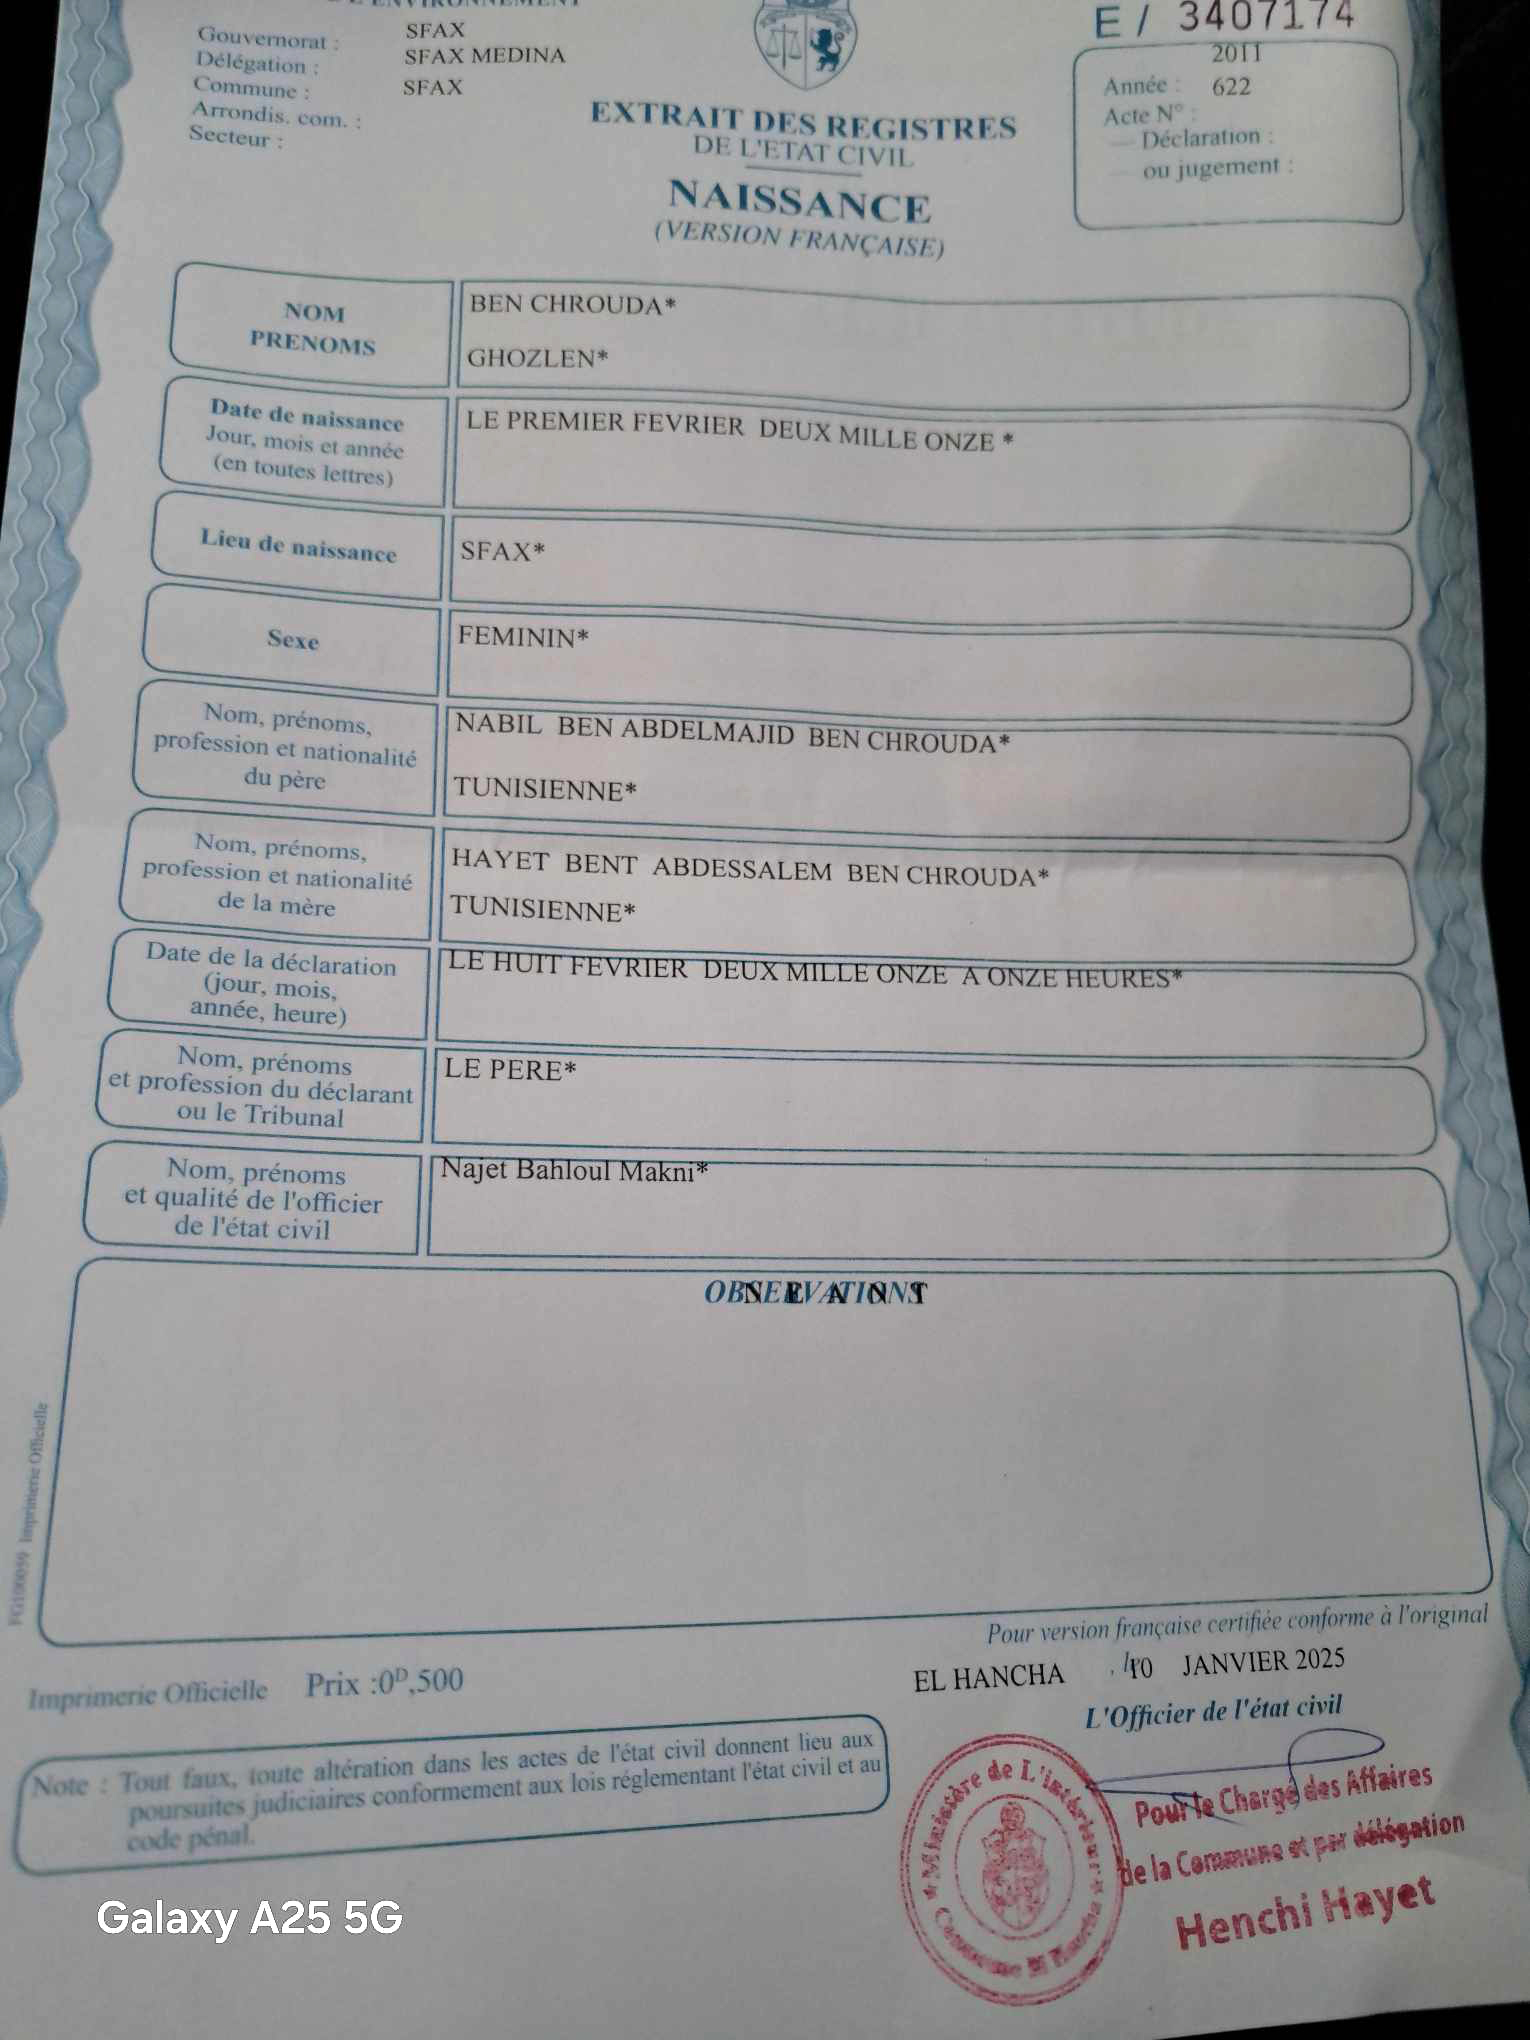 E / 3407174
Gouvernorat : SFAX
Délégation : SFAX MEDINA
Commune : SFAX
Arrondis. com. :
Secteur :
2011
Année : 622
Acte N° :
— Déclaration :
— ou jugement :
EXTRAIT DES REGISTRES
DE L'ETAT CIVIL
NAISSANCE
(VERSION FRANÇAISE)
NOM
PRENOMS
BEN CHROUDA*
GHOZLEN*
Date de naissance
Jour, mois et année
(en toutes lettres)
LE PREMIER FEVRIER DEUX MILLE ONZE *
Lieu de naissance
SFAX*
Sexe
FEMININ*
Nom, prénoms,
profession et nationalité
du père
NABIL BEN ABDELMAJID BEN CHROUDA*
TUNISIENNE*
Nom, prénoms,
profession et nationalité
de la mère
HAYET BENT ABDESSALEM BEN CHROUDA*
TUNISIENNE*
Date de la déclaration
(jour, mois,
année, heure)
LE HUIT FEVRIER DEUX MILLE ONZE A ONZE HEURES*
Nom, prénoms
et profession du déclarant
ou le Tribunal
LE PERE*
Nom, prénoms
et qualité de l'officier
de l'état civil
Najet Bahloul Makni*
OBSERVATIONS
N E A N T
Imprimerie Officielle
Pour version française certifiée conforme à l'original
EL HANCHA 10 JANVIER 2025
L'Officier de l'état civil
Imprimerie Officielle Prix :0ᴰ,500
Note : Tout faux, toute altération dans les actes de l'état civil donnent lieu aux
poursuites judiciaires conformement aux lois réglementant l'état civil et au
code pénal.
Ministère de L'intérieur
Commune El Hancha
Pour le Chargé des Affaires
de la Commune et par délégation
Henchi Hayet
Galaxy A25 5G